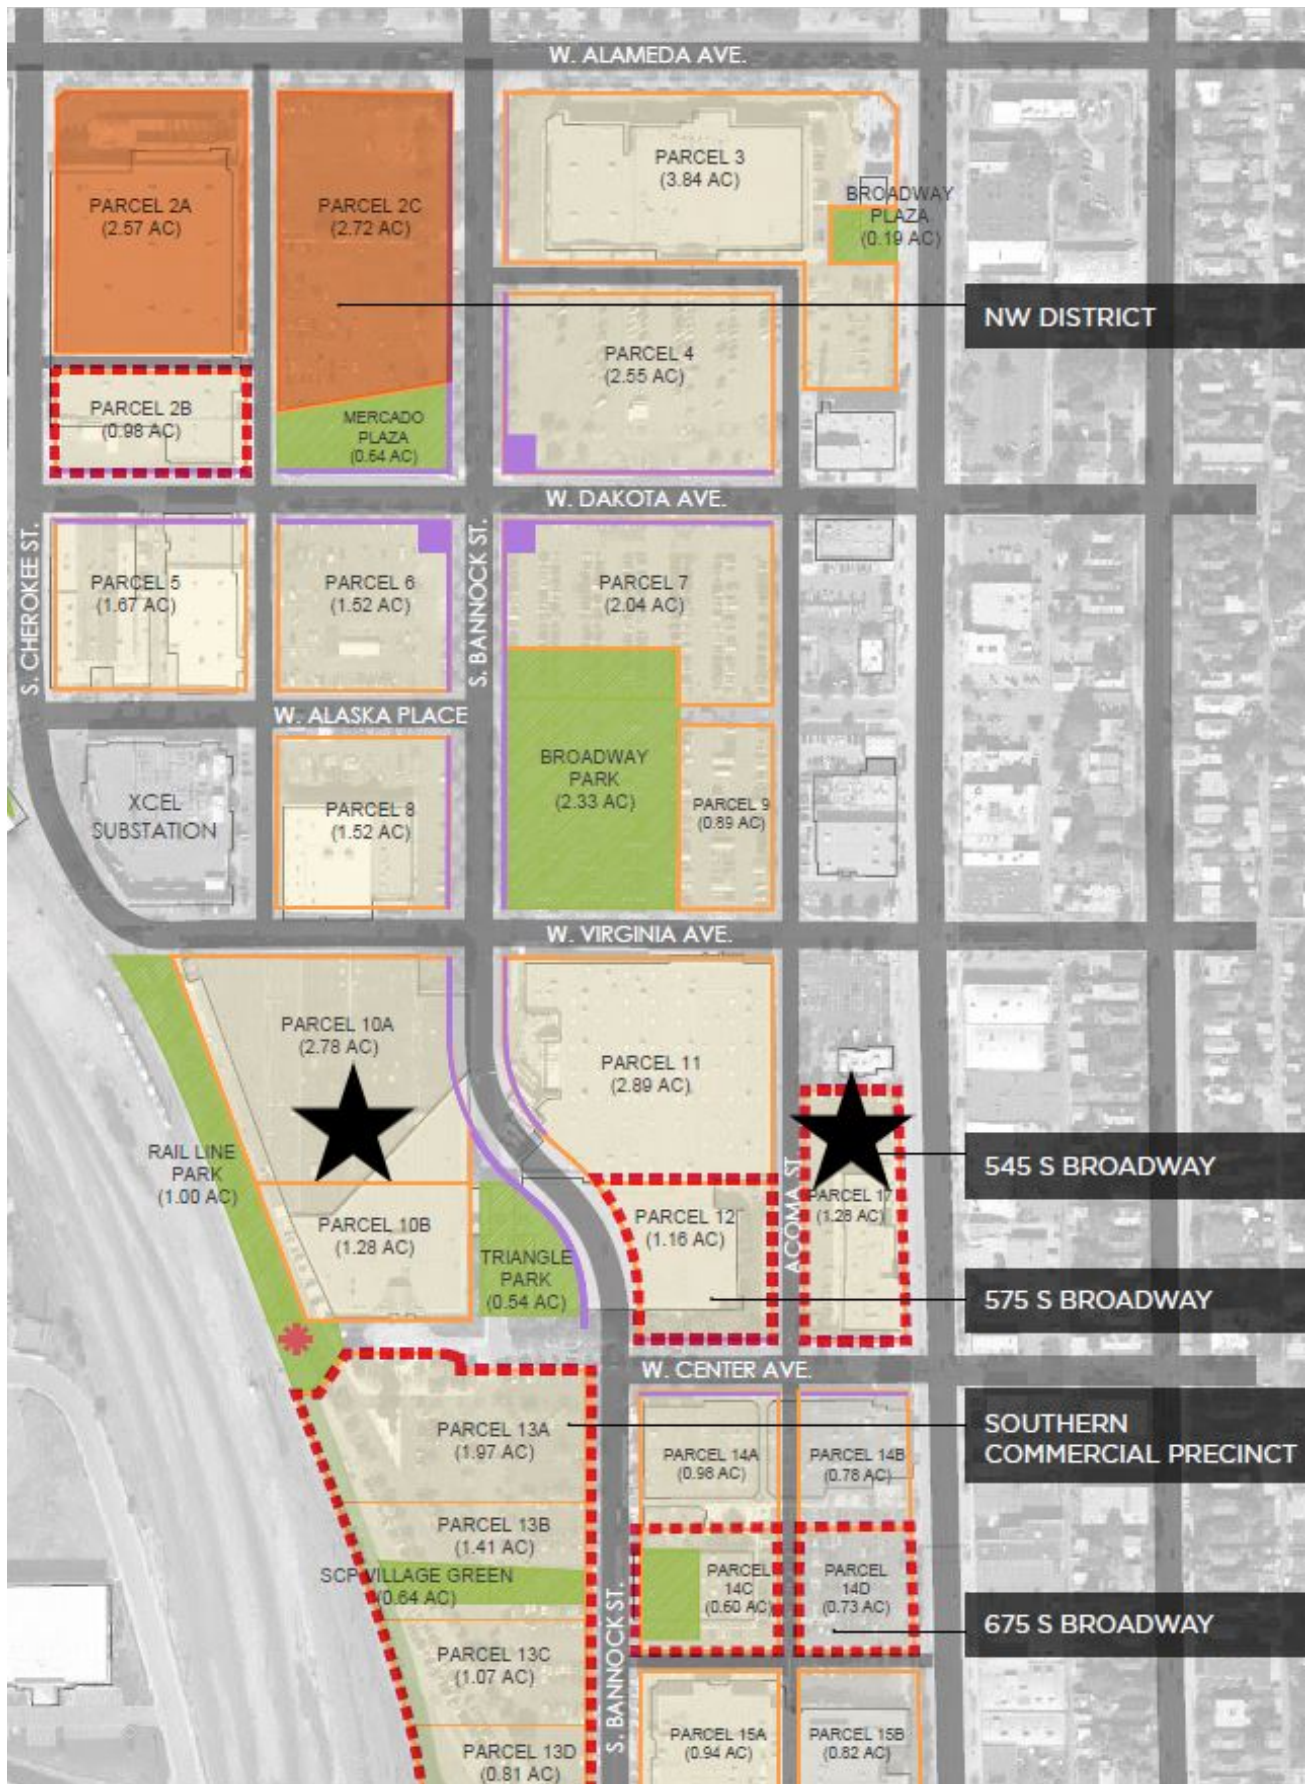 W. ALAMEDA AVE.
PARCEL 2A
(2.57 AC)
PARCEL 2C
(2.72 AC)
PARCEL 3
(3.84 AC)
BROADWAY
PLAZA
(0.19 AC)
NW DISTRICT
PARCEL 4
(2.55 AC)
PARCEL 2B
(0.98 AC)
MERCADO
PLAZA
(0.64 AC)
W. DAKOTA AVE.
S. CHEROKEE ST.
S. BANNOCK ST.
PARCEL 5
(1.67 AC)
PARCEL 6
(1.52 AC)
PARCEL 7
(2.04 AC)
W. ALASKA PLACE
XCEL
SUBSTATION
PARCEL 8
(1.52 AC)
BROADWAY
PARK
(2.33 AC)
PARCEL 9
(0.89 AC)
W. VIRGINIA AVE.
PARCEL 10A
(2.78 AC)
PARCEL 11
(2.89 AC)
RAIL LINE
PARK
(1.00 AC)
545 S BROADWAY
ACOMA ST.
PARCEL 17
(1.28 AC)
PARCEL 10B
(1.28 AC)
PARCEL 12
(1.16 AC)
TRIANGLE
PARK
(0.54 AC)
575 S BROADWAY
W. CENTER AVE.
PARCEL 13A
(1.97 AC)
SOUTHERN
COMMERCIAL PRECINCT
PARCEL 14A
(0.98 AC)
PARCEL 14B
(0.78 AC)
PARCEL 13B
(1.41 AC)
SCP VILLAGE GREEN
(0.64 AC)
PARCEL
14C
(0.60 AC)
PARCEL
14D
(0.73 AC)
675 S BROADWAY
S. BANNOCK ST.
PARCEL 13C
(1.07 AC)
PARCEL 15A
(0.94 AC)
PARCEL 15B
(0.82 AC)
PARCEL 13D
(0.81 AC)